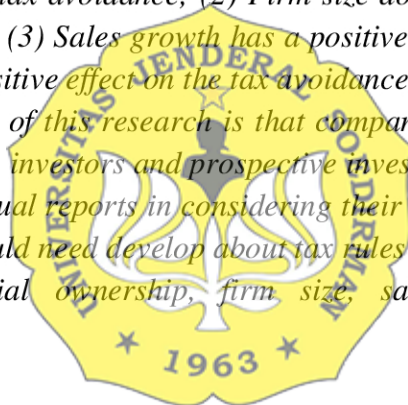 tax avoidance, (2) Firm size do
(3) Sales growth has a positive
sitive effect on the tax avoidance
of this research is that compan
investors and prospective inves
ual reports in considering their
uld need develop about tax rules
ial ownership, firm size, sa
UNIVERSITAS JENDERAL SOEDIRMAN
★ 1963 ★